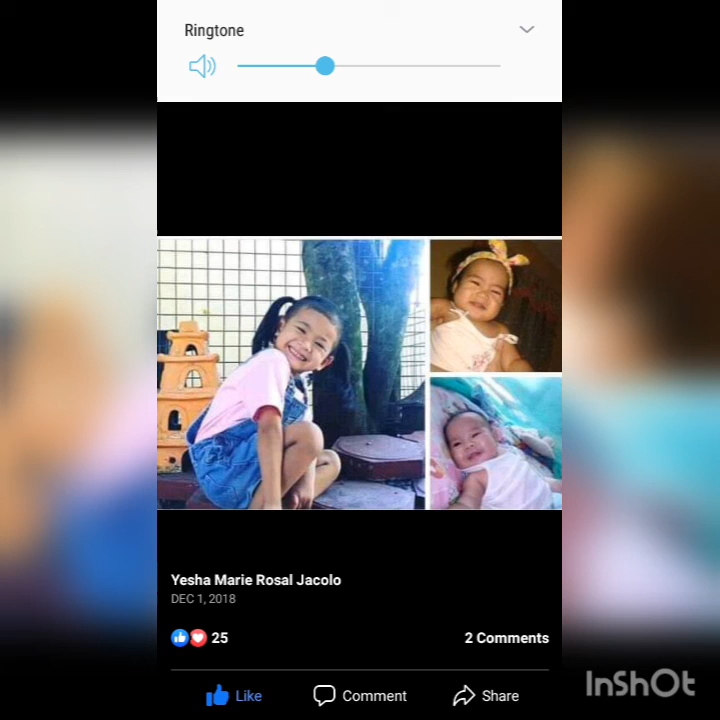 Ringtone
Yesha Marie Rosal Jacolo
DEC 1, 2018
25
2 Comments
Like
Comment
Share
InShOt